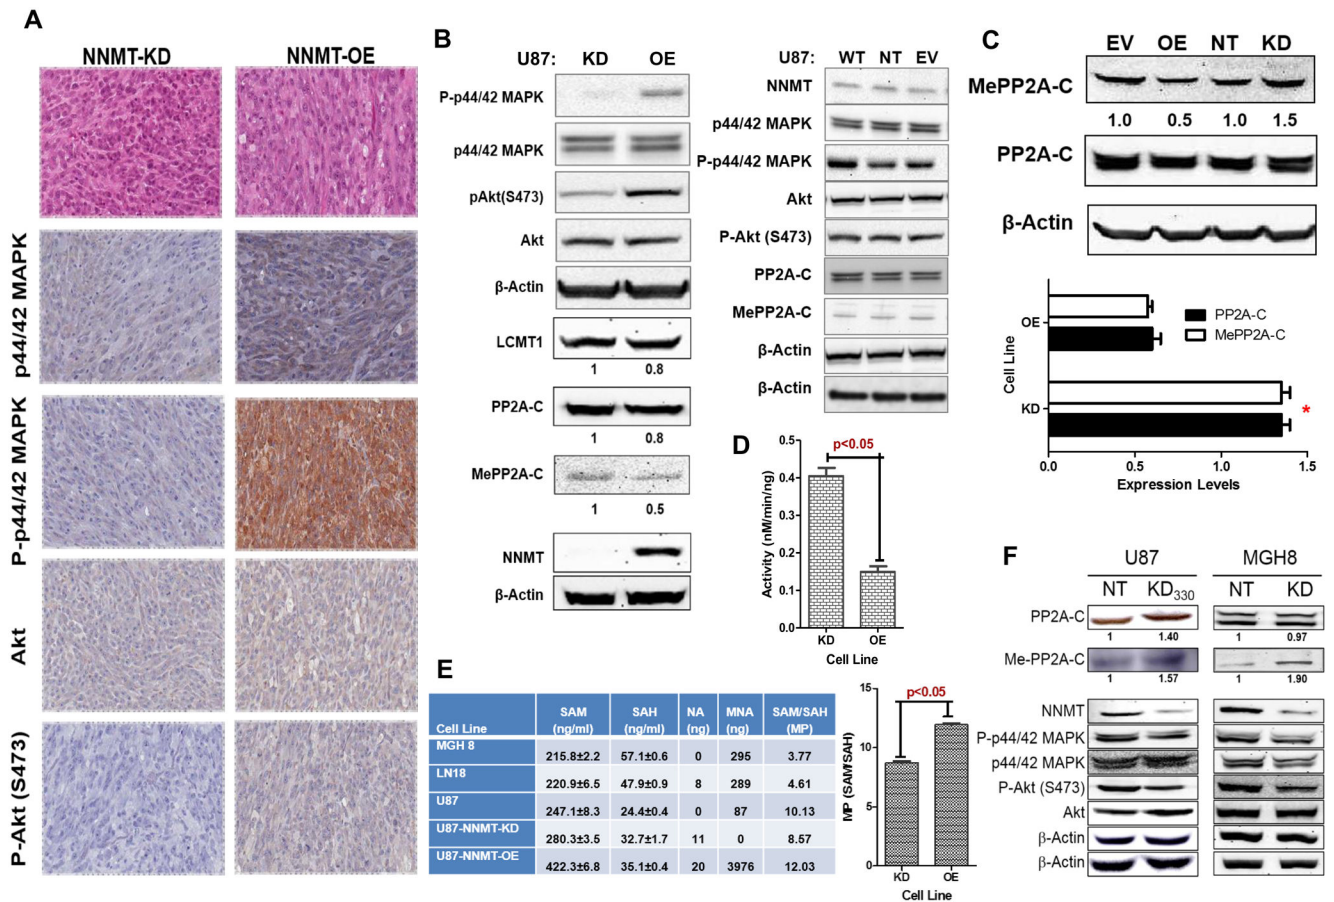 A
NNMT-KD NNMT-OE
p44/42 MAPK
P-p44/42 MAPK
Akt
P-Akt (S473)
B
U87: KD OE
P-p44/42 MAPK
p44/42 MAPK
pAkt(S473)
Akt
β-Actin
LCMT1
1 0.8
PP2A-C
1 0.8
MePP2A-C
1 0.5
NNMT
β-Actin
U87: WT NT EV
NNMT
p44/42 MAPK
P-p44/42 MAPK
Akt
P-Akt (S473)
PP2A-C
MePP2A-C
β-Actin
β-Actin
C
EV OE NT KD
MePP2A-C
1.0 0.5 1.0 1.5
PP2A-C
β-Actin
Cell Line
OE
KD
PP2A-C
MePP2A-C
*
0.0 0.5 1.0 1.5
Expression Levels
D
p<0.05
Activity (nM/min/ng)
0.5
0.4
0.3
0.2
0.1
0.0
KD OE
Cell Line
E
Cell Line SAM (ng/ml) SAH (ng/ml) NA (ng) MNA (ng) SAM/SAH (MP)
MGH 8 215.8±2.2 57.1±0.6 0 295 3.77
LN18 220.9±6.5 47.9±0.9 8 289 4.61
U87 247.1±8.3 24.4±0.4 0 87 10.13
U87-NNMT-KD 280.3±3.5 32.7±1.7 11 0 8.57
U87-NNMT-OE 422.3±6.8 35.1±0.4 20 3976 12.03
p<0.05
MP (SAM/SAH)
15
10
5
0
KD OE
Cell Line
F
U87 MGH8
NT KD330 NT KD
PP2A-C
1 1.40 1 0.97
Me-PP2A-C
1 1.57 1 1.90
NNMT
P-p44/42 MAPK
p44/42 MAPK
P-Akt (S473)
Akt
β-Actin
β-Actin